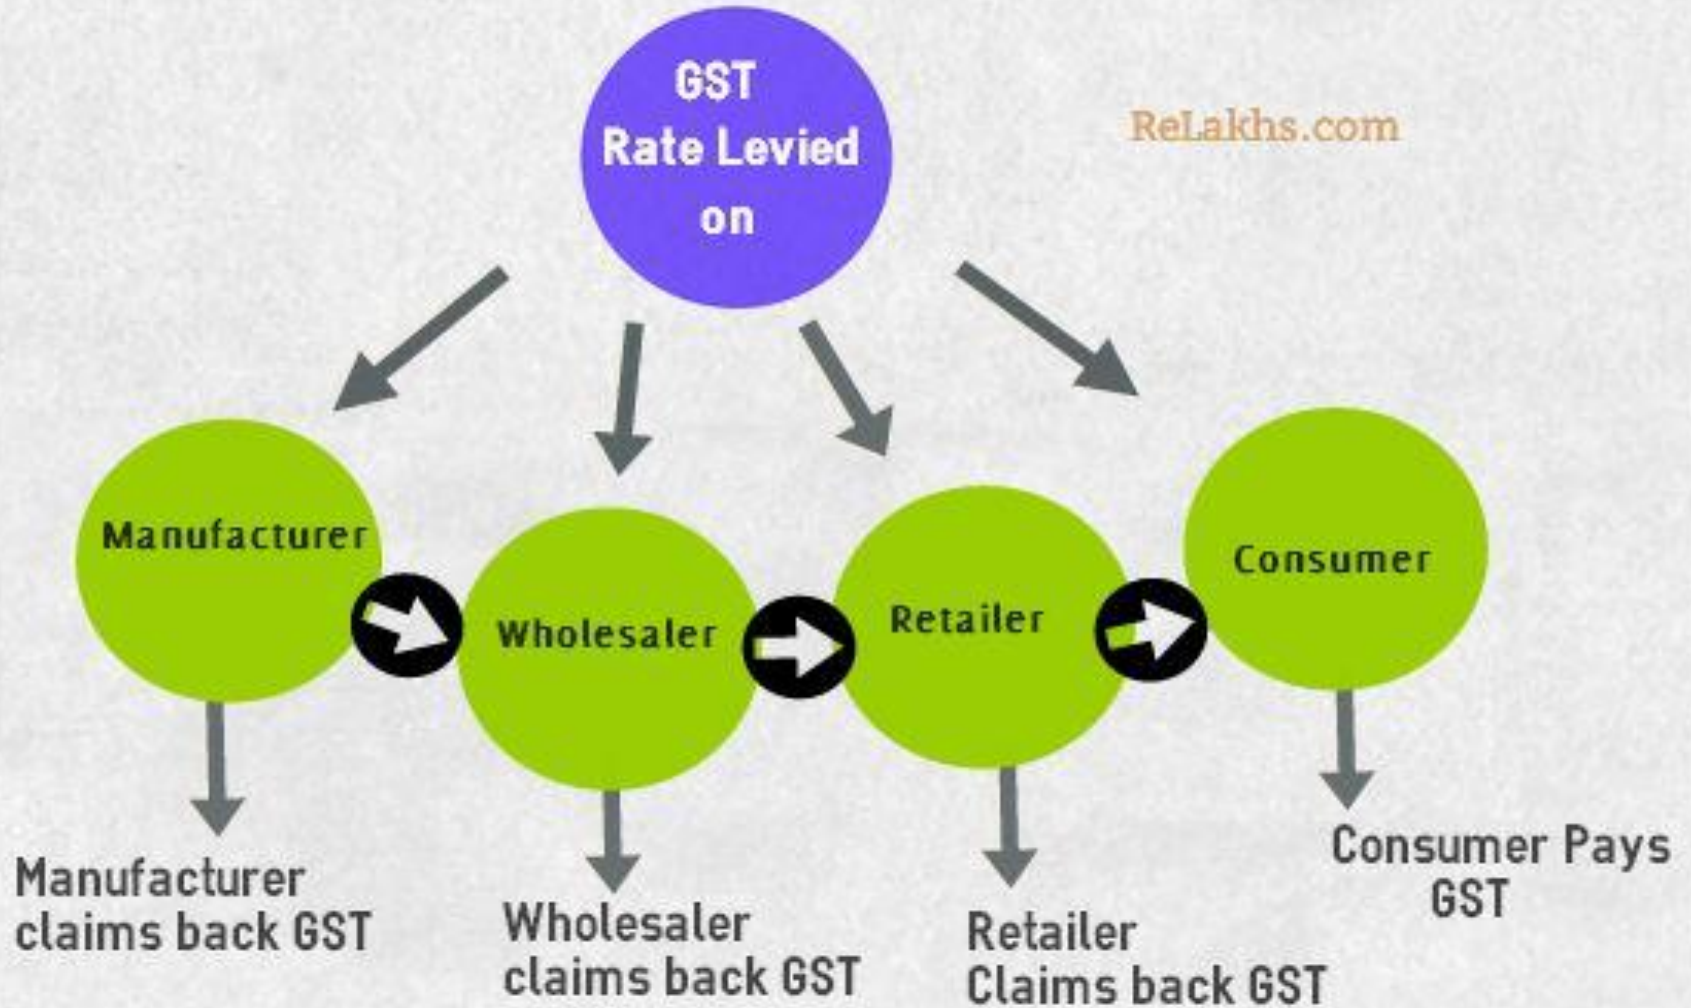 GST
Rate Levied
on
ReLakhs.com
Manufacturer
Wholesaler
Retailer
Consumer
Manufacturer
claims back GST
Wholesaler
claims back GST
Retailer
Claims back GST
Consumer Pays
GST